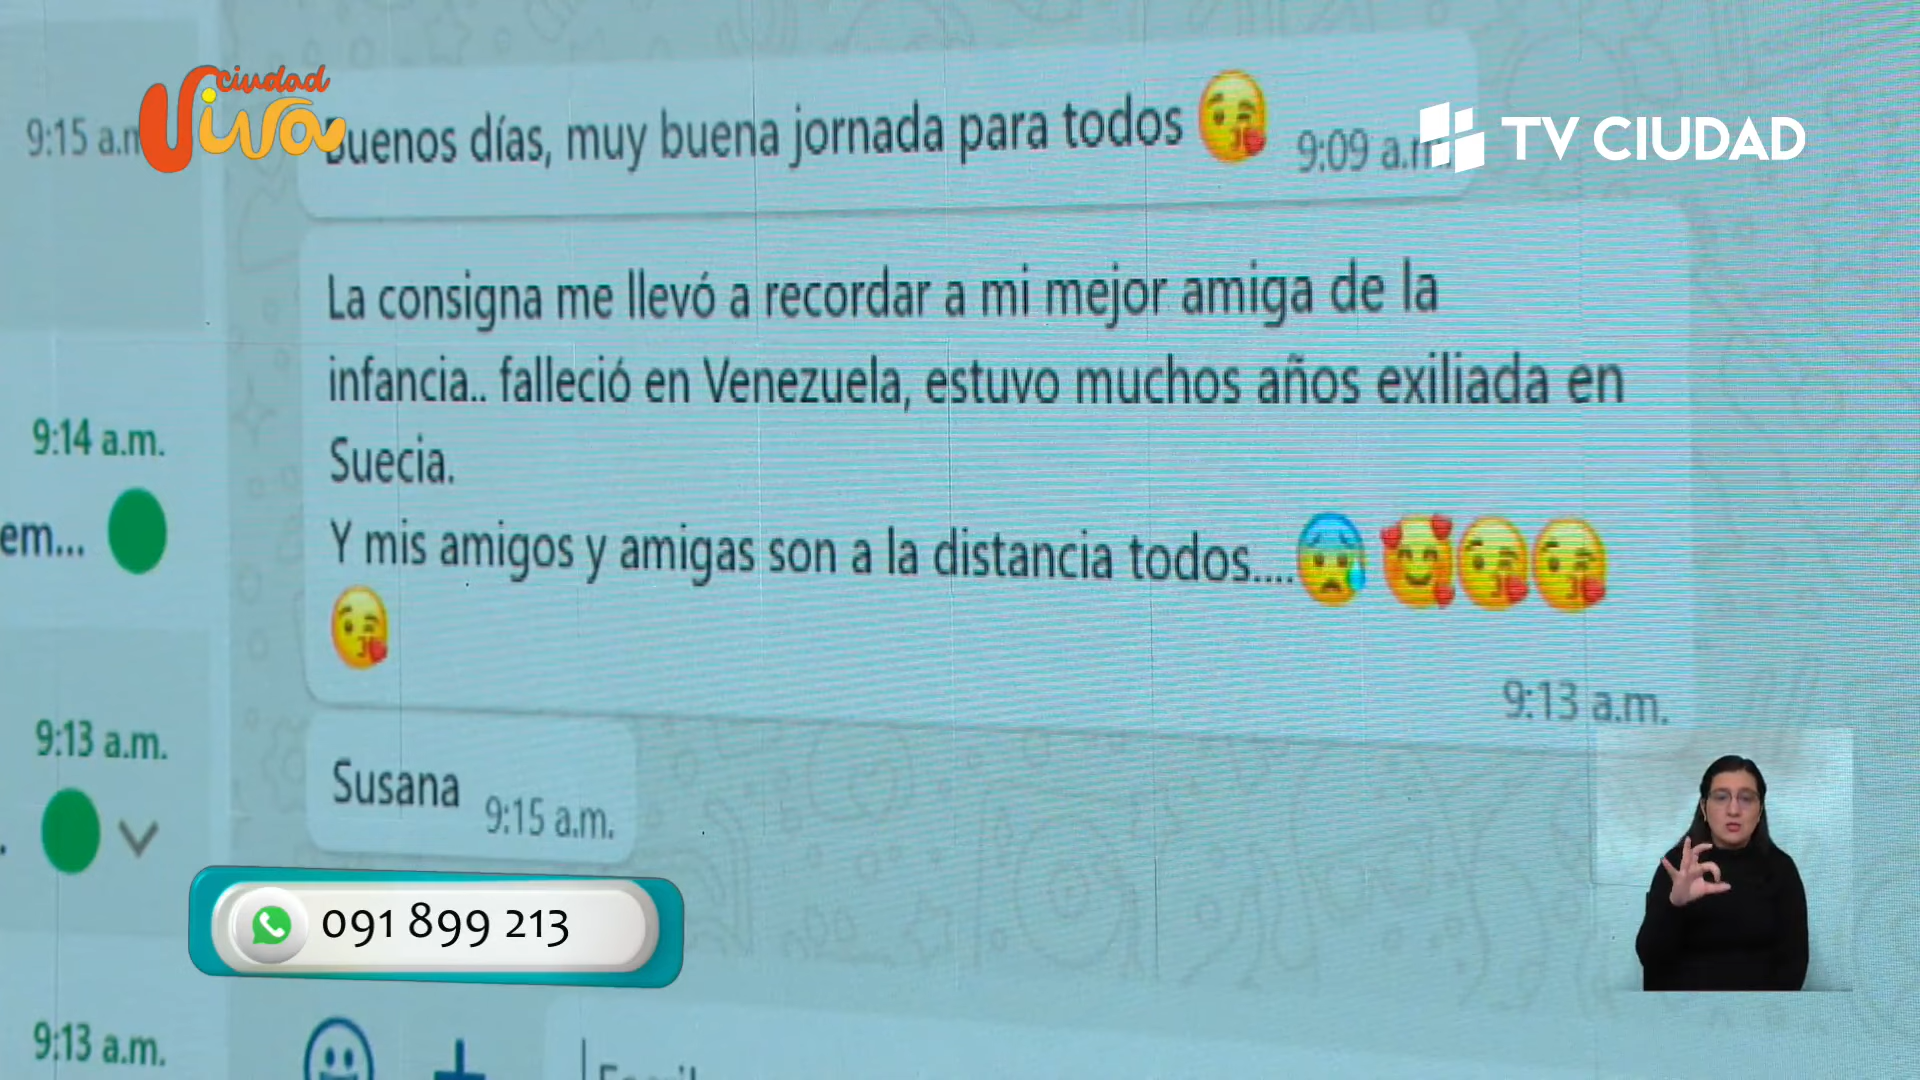 ciudad
Viva
TV CIUDAD
9:15 a.m
Buenos días, muy buena jornada para todos 😘 9:09 a.m.
La consigna me llevó a recordar a mi mejor amiga de la
infancia.. falleció en Venezuela, estuvo muchos años exiliada en
Suecia.
Y mis amigos y amigas son a la distancia todos....😰🥰😘😘
😘
9:13 a.m.
Susana 9:15 a.m.
9:14 a.m.
em...
9:13 a.m.
9:13 a.m.
091 899 213